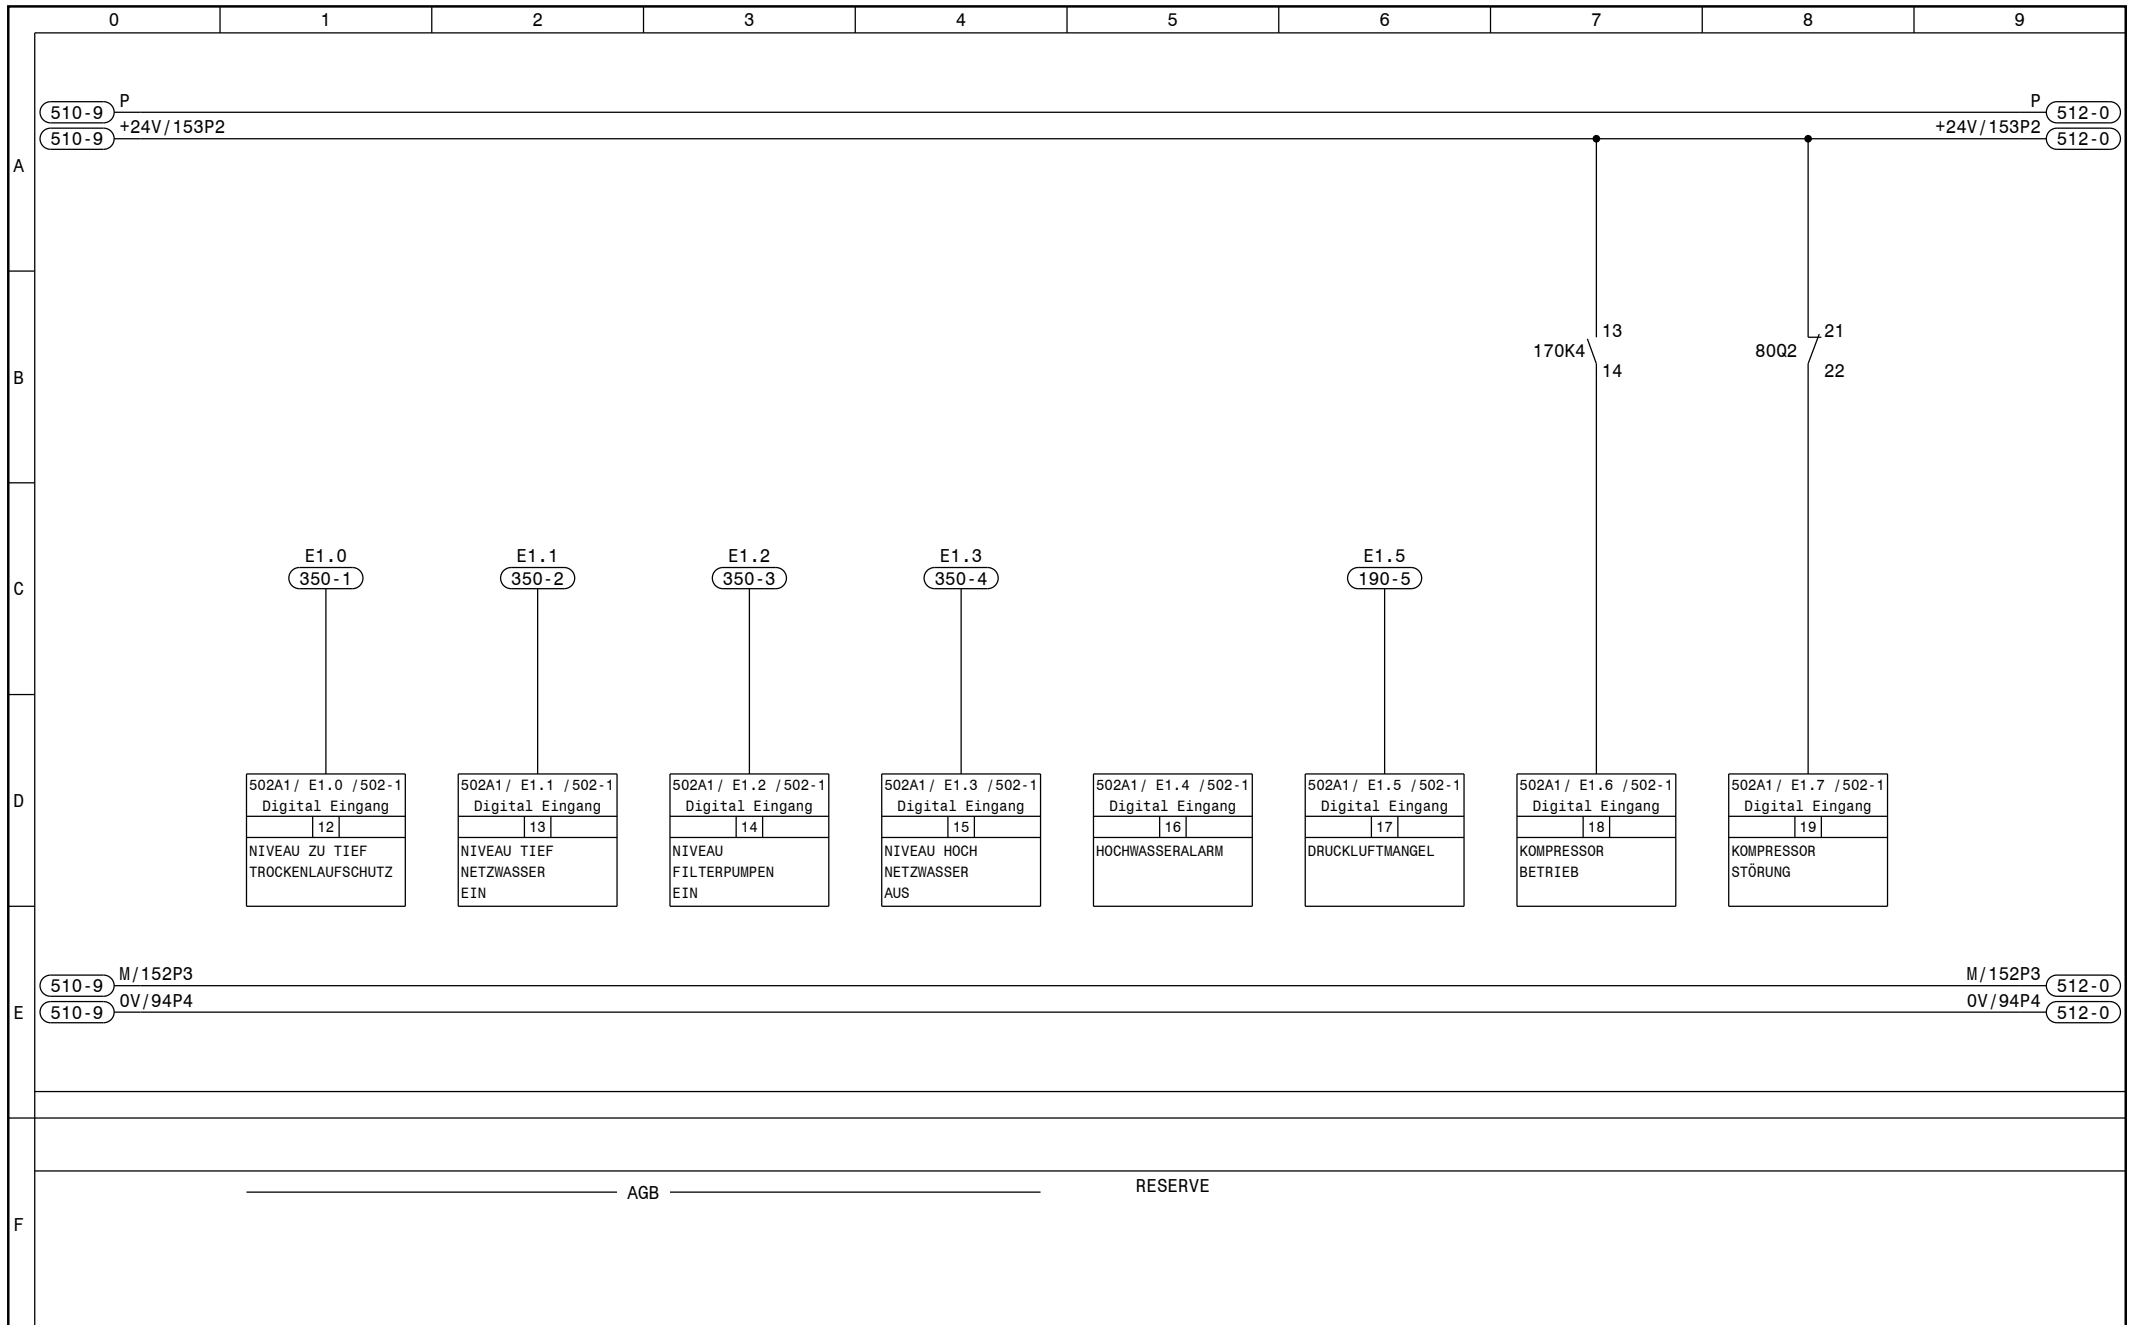 0 1 2 3 4 5 6 7 8 9
P P
510-9 512-0
+24V/153P2 +24V/153P2
510-9 512-0
A
13 21
170K4 80Q2
B 14 22
E1.0 E1.1 E1.2 E1.3 E1.5
350-1 350-2 350-3 350-4 190-5
C
502A1/ E1.0 /502-1 502A1/ E1.1 /502-1 502A1/ E1.2 /502-1 502A1/ E1.3 /502-1 502A1/ E1.4 /502-1 502A1/ E1.5 /502-1 502A1/ E1.6 /502-1 502A1/ E1.7 /502-1
D Digital Eingang Digital Eingang Digital Eingang Digital Eingang Digital Eingang Digital Eingang Digital Eingang Digital Eingang
12 13 14 15 16 17 18 19
NIVEAU ZU TIEF NIVEAU TIEF NIVEAU NIVEAU HOCH HOCHWASSERALARM DRUCKLUFTMANGEL KOMPRESSOR KOMPRESSOR
TROCKENLAUFSCHUTZ NETZWASSER FILTERPUMPEN NETZWASSER BETRIEB STÖRUNG
EIN EIN AUS
M/152P3 M/152P3
510-9 512-0
0V/94P4 0V/94P4
E 510-9 512-0
AGB RESERVE
F